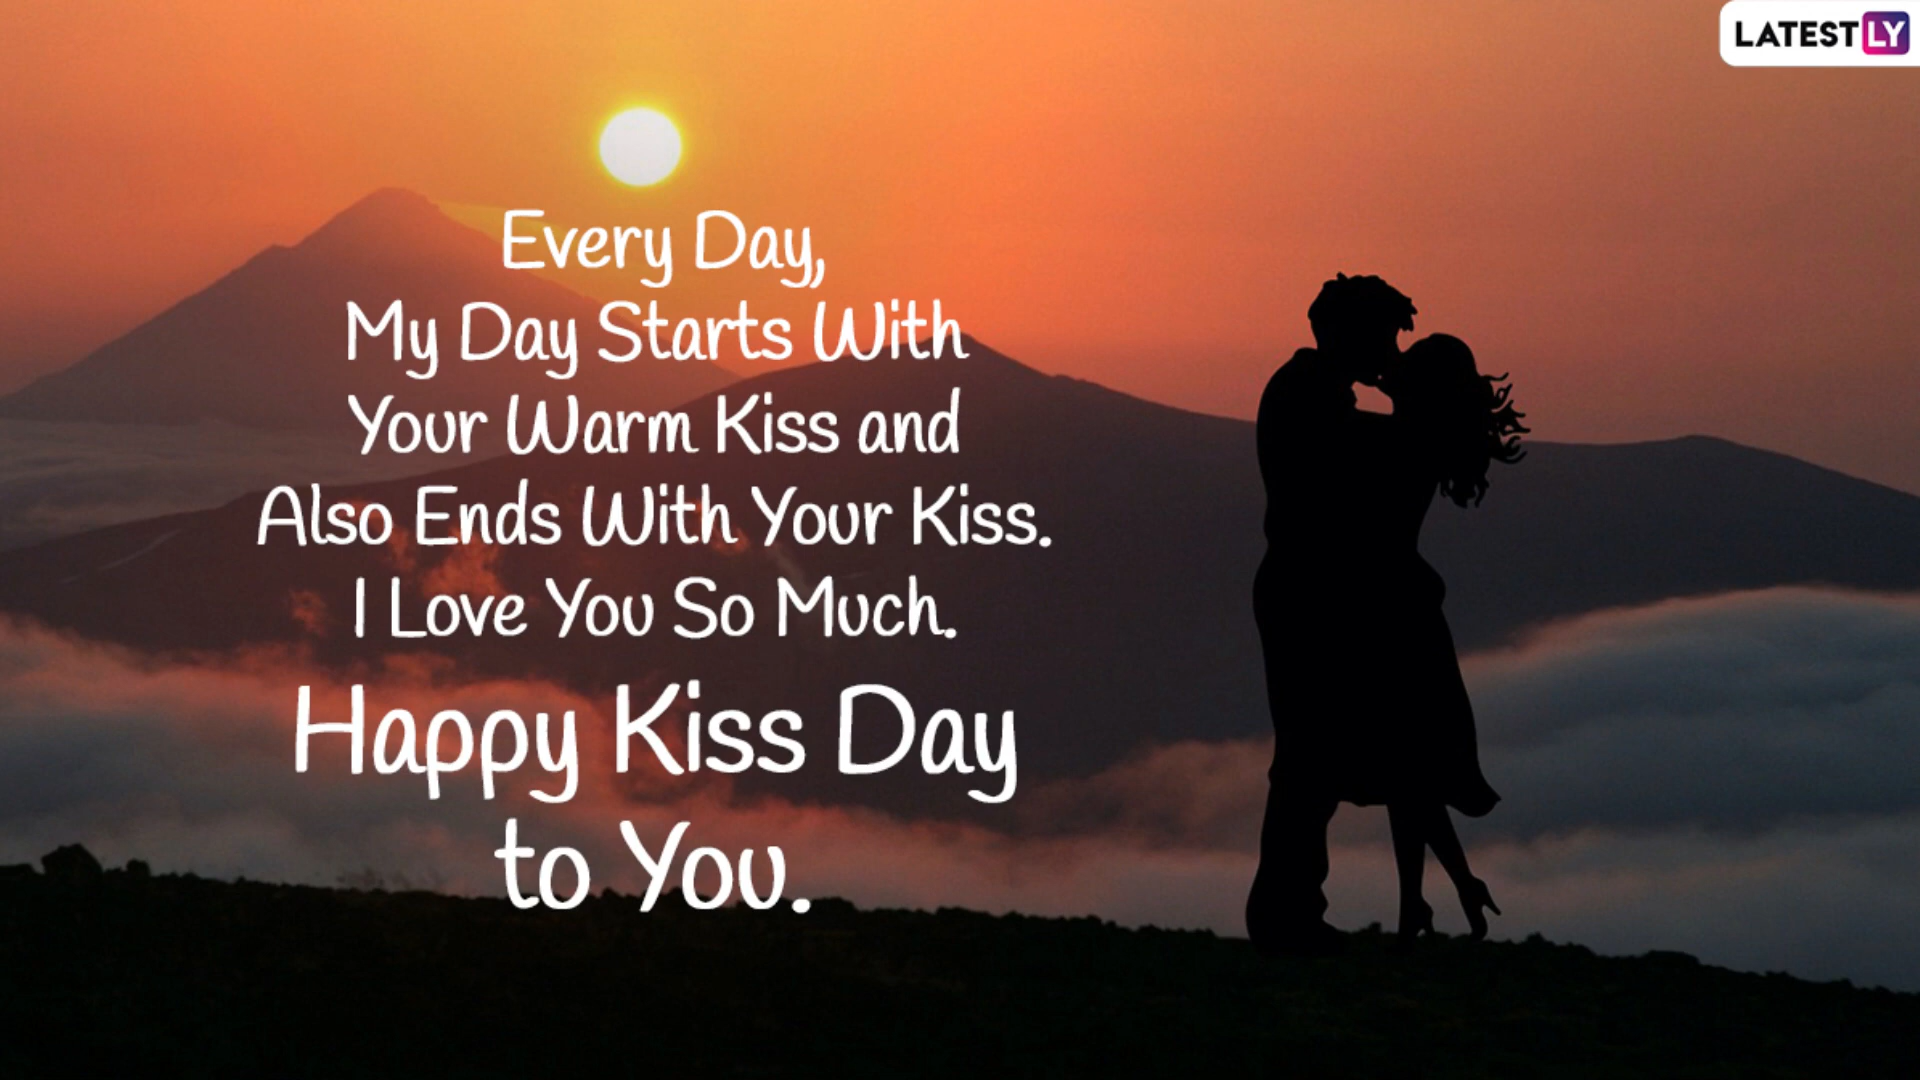 LATESTLY
Every Day,
My Day Starts With
Your Warm Kiss and
Also Ends With Your Kiss.
I Love You So Much.
Happy Kiss Day
to You.